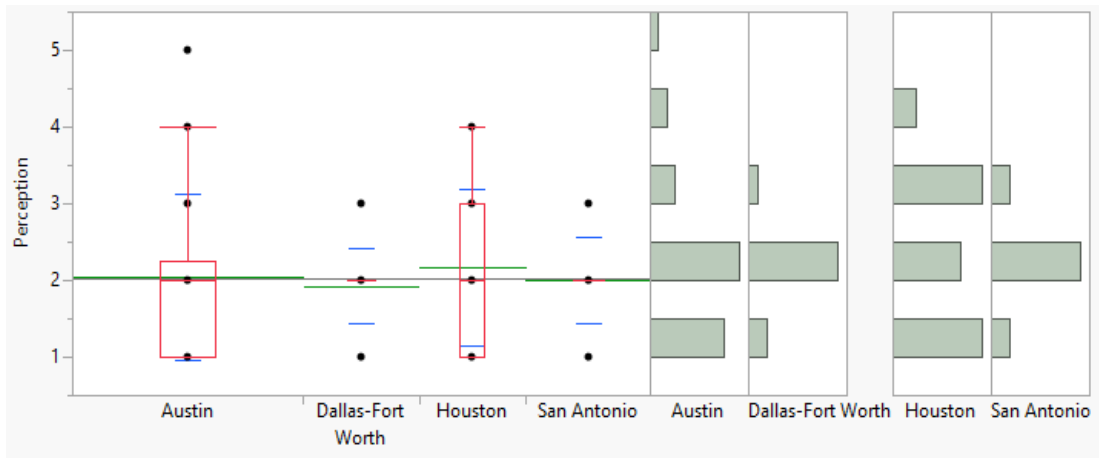 Perception
5
4
3
2
1
Austin
Dallas-Fort
Worth
Houston
San Antonio
Austin
Dallas-Fort Worth
Houston
San Antonio